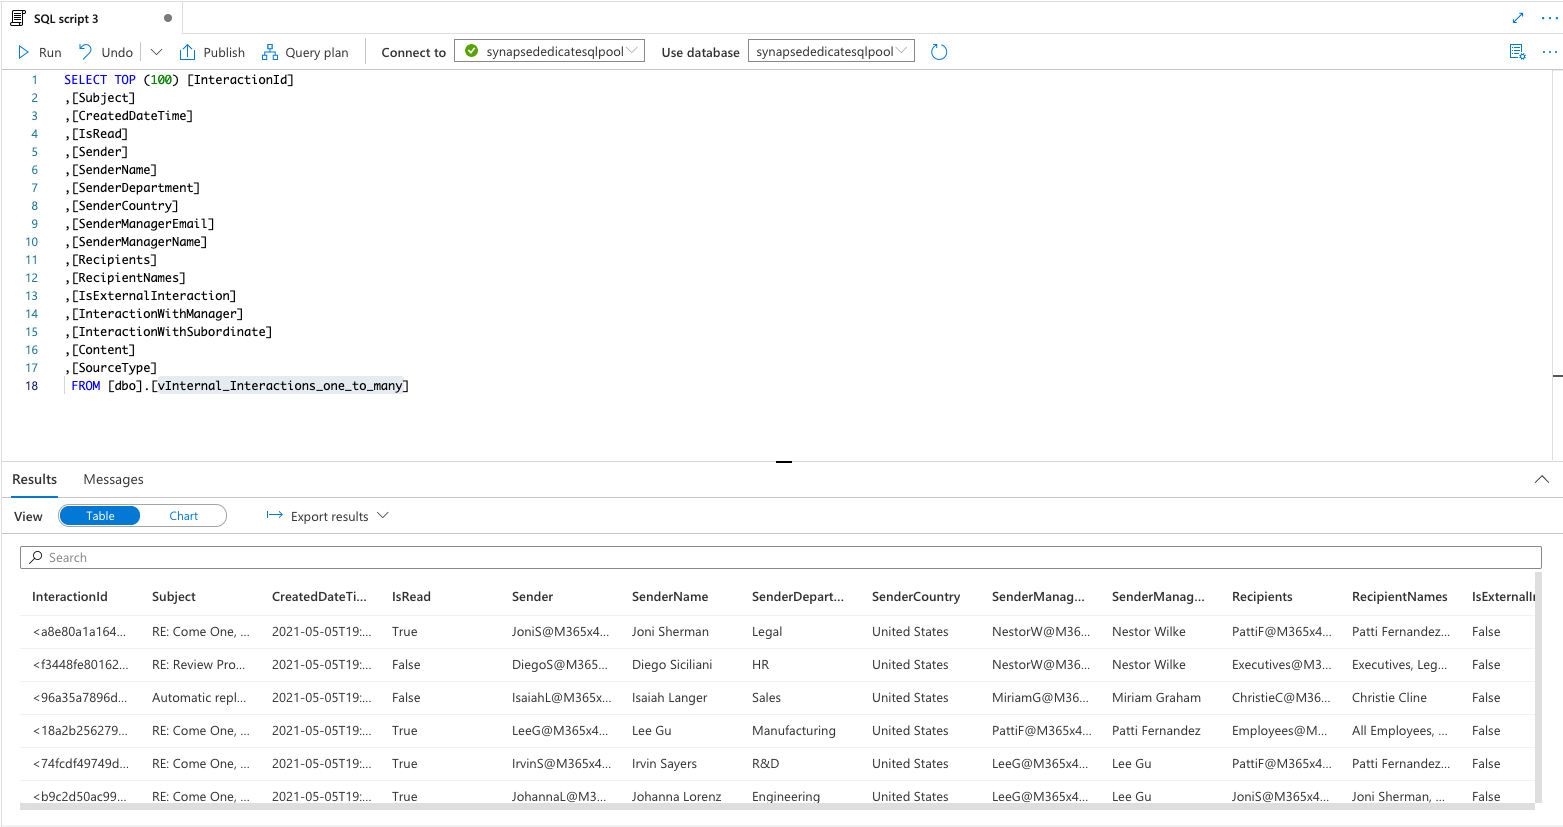 SQL script 3
Run Undo Publish Query plan Connect to synapsededicatesqlpool Use database synapsededicatesqlpool
1 SELECT TOP (100) [InteractionId]
2 ,[Subject]
3 ,[CreatedDateTime]
4 ,[IsRead]
5 ,[Sender]
6 ,[SenderName]
7 ,[SenderDepartment]
8 ,[SenderCountry]
9 ,[SenderManagerEmail]
10 ,[SenderManagerName]
11 ,[Recipients]
12 ,[RecipientNames]
13 ,[IsExternalInteraction]
14 ,[InteractionWithManager]
15 ,[InteractionWithSubordinate]
16 ,[Content]
17 ,[SourceType]
18 FROM [dbo].[vInternal_Interactions_one_to_many]
Results Messages
View Table Chart Export results
Search
InteractionId Subject CreatedDateTi... IsRead Sender SenderName SenderDepart... SenderCountry SenderManag... SenderManag... Recipients RecipientNames IsExternalIn
<a8e80a1a164... RE: Come One, ... 2021-05-05T19:... True JoniS@M365x4... Joni Sherman Legal United States NestorW@M36... Nestor Wilke PattiF@M365x4... Patti Fernandez... False
<f3448fe80162... RE: Review Pro... 2021-05-05T19:... False DiegoS@M365... Diego Siciliani HR United States NestorW@M36... Nestor Wilke Executives@M3... Executives, Leg... False
<96a35a7896d... Automatic repl... 2021-05-05T19:... False IsaiahL@M365x... Isaiah Langer Sales United States MiriamG@M36... Miriam Graham ChristieC@M36... Christie Cline False
<18a2b256279... RE: Come One, ... 2021-05-05T19:... True LeeG@M365x4... Lee Gu Manufacturing United States PattiF@M365x4... Patti Fernandez Employees@M... All Employees, ... False
<74fcdf49749d... RE: Come One, ... 2021-05-05T19:... True IrvinS@M365x4... Irvin Sayers R&D United States LeeG@M365x4... Lee Gu PattiF@M365x4... Patti Fernandez... False
<b9c2d50ac99... RE: Come One, ... 2021-05-05T19:... True JohannaL@M3... Johanna Lorenz Engineering United States LeeG@M365x4... Lee Gu JoniS@M365x4... Joni Sherman, ... False